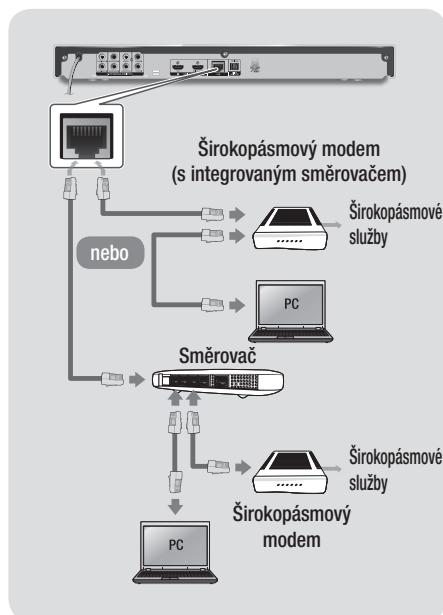 Širokopásmový modem
(s integrovaným směrovačem)
Širokopásmové
služby
nebo
PC
Směrovač
Širokopásmové
služby
Širokopásmový
modem
PC